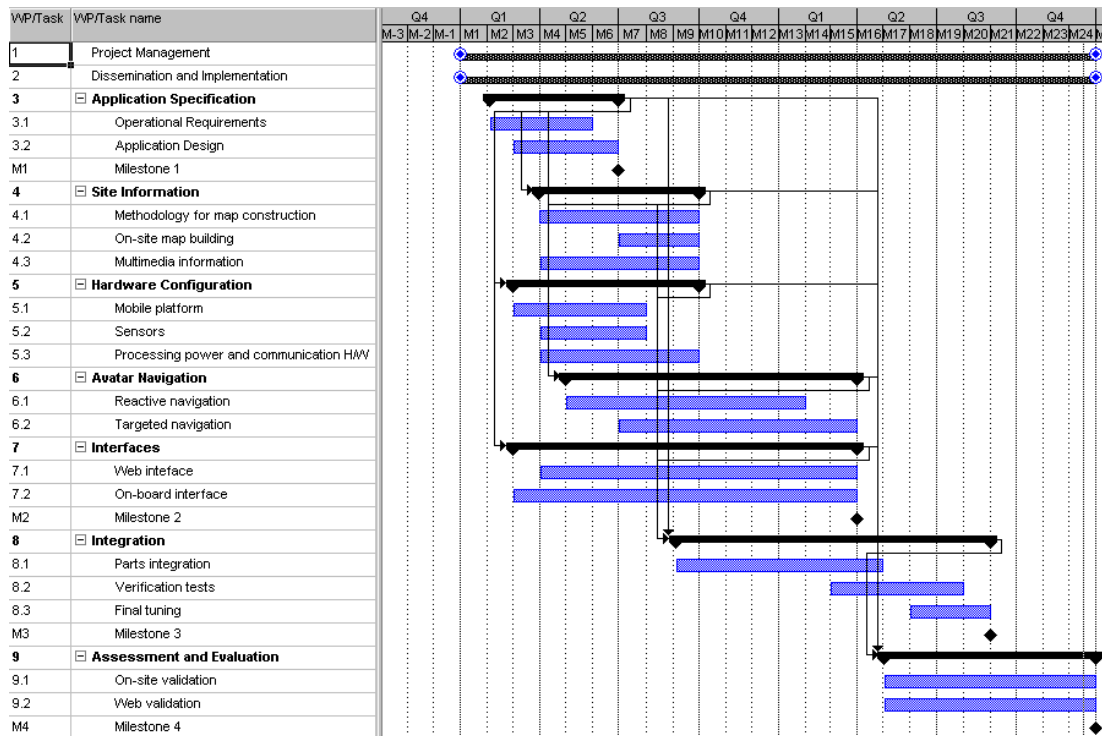 WP/Task WP/Task name Q4 Q1 Q2 Q3 Q4 Q1 Q2 Q3 Q4
M-3 M-2 M-1 M1 M2 M3 M4 M5 M6 M7 M8 M9 M10 M11 M12 M13 M14 M15 M16 M17 M18 M19 M20 M21 M22 M23 M24
1 Project Management
2 Dissemination and Implementation
3 Application Specification
3.1 Operational Requirements
3.2 Application Design
M1 Milestone 1
4 Site Information
4.1 Methodology for map construction
4.2 On-site map building
4.3 Multimedia information
5 Hardware Configuration
5.1 Mobile platform
5.2 Sensors
5.3 Processing power and communication H/W
6 Avatar Navigation
6.1 Reactive navigation
6.2 Targeted navigation
7 Interfaces
7.1 Web inteface
7.2 On-board interface
M2 Milestone 2
8 Integration
8.1 Parts integration
8.2 Verification tests
8.3 Final tuning
M3 Milestone 3
9 Assessment and Evaluation
9.1 On-site validation
9.2 Web validation
M4 Milestone 4